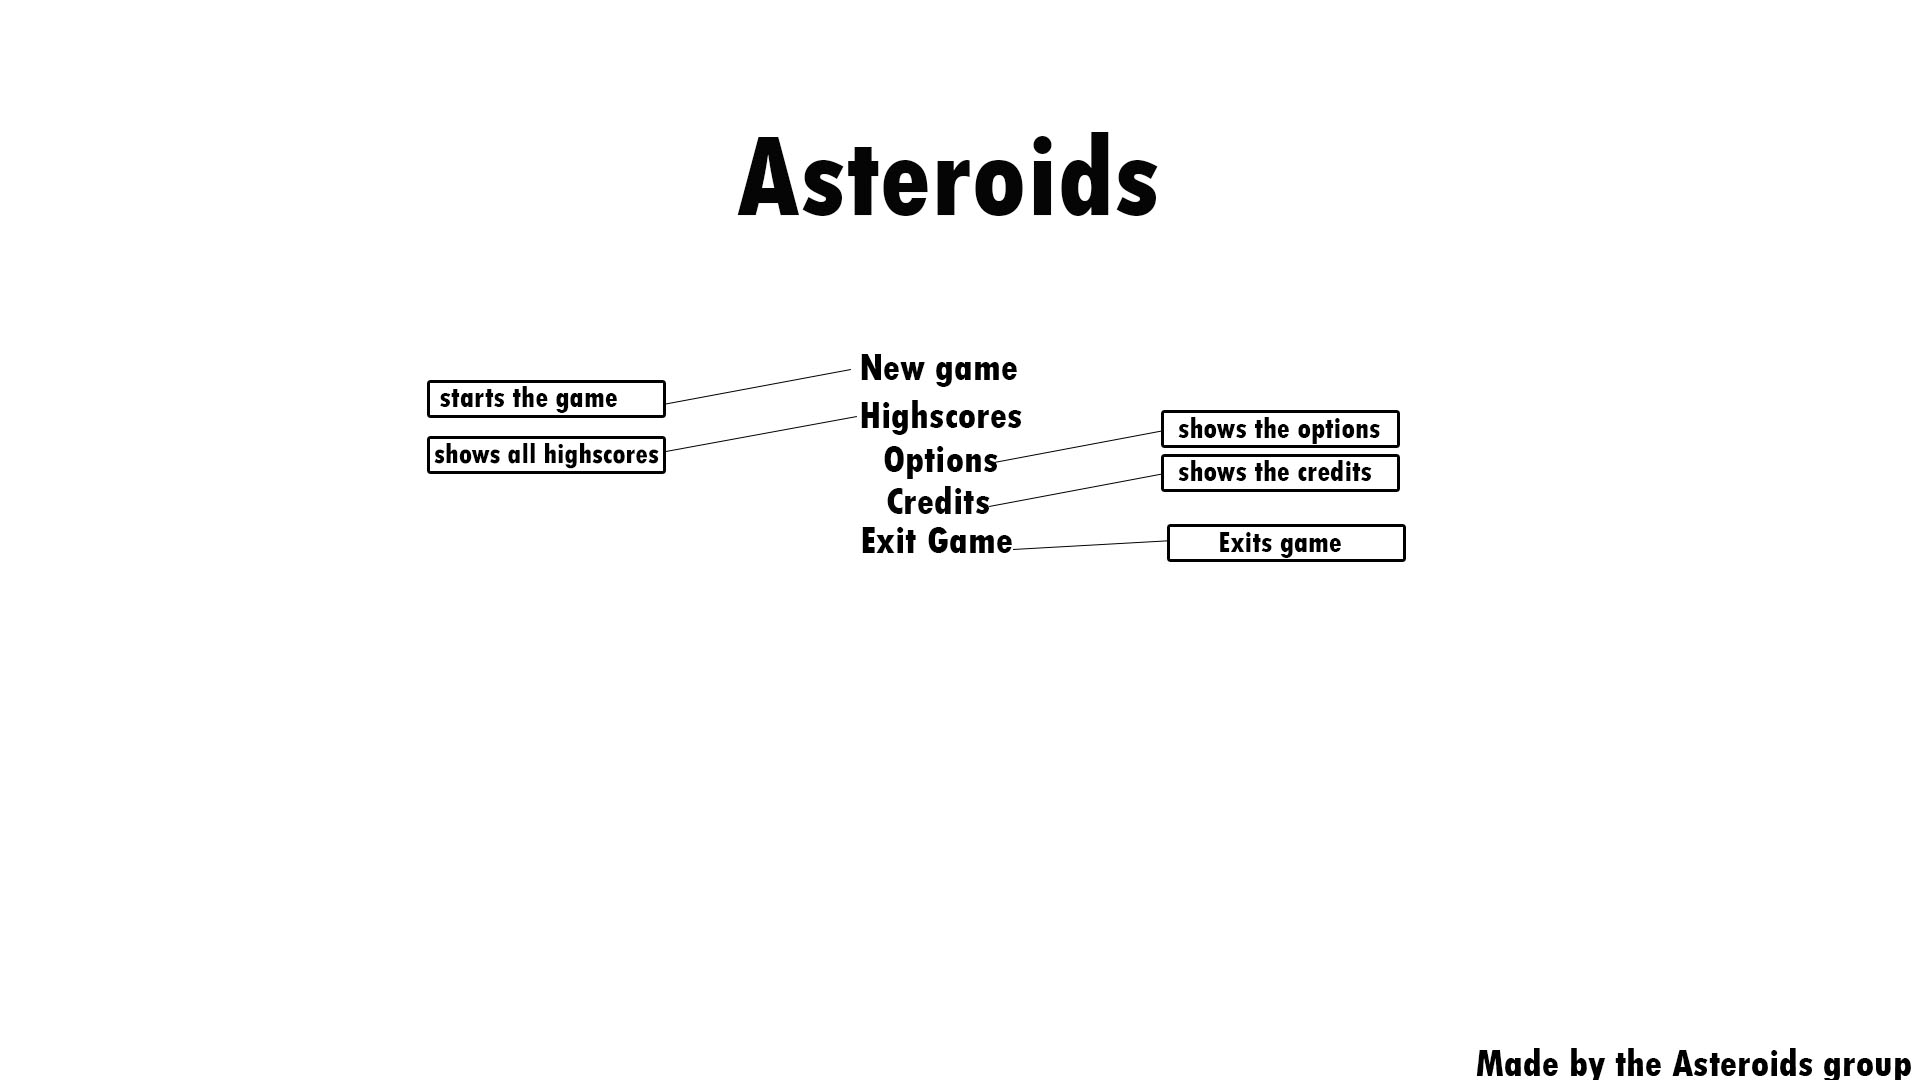 Asteroids
New game
starts the game
Highscores
shows all highscores
Options
shows the options
Credits
shows the credits
Exit Game
Exits game
Made by the Asteroids group